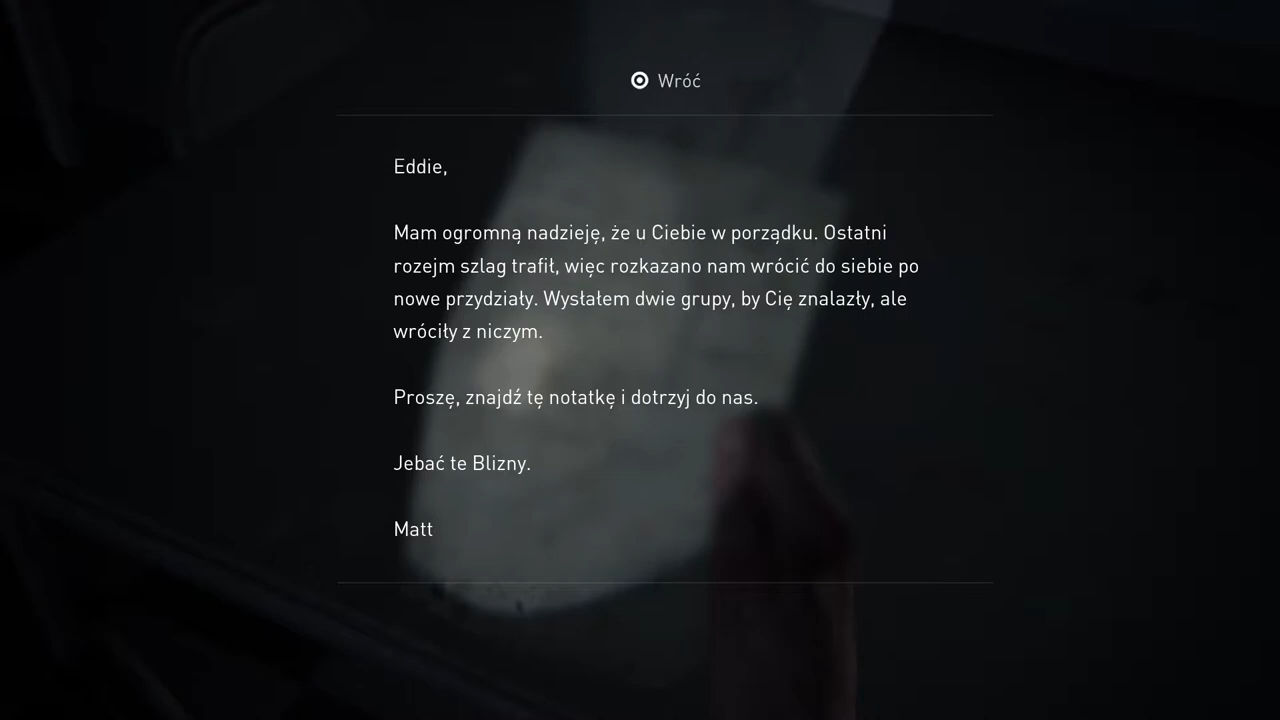 Wróć
Eddie,
Mam ogromną nadzieję, że u Ciebie w porządku. Ostatni
rozejm szlag trafił, więc rozkazano nam wrócić do siebie po
nowe przydziały. Wysłałem dwie grupy, by Cię znalazły, ale
wróciły z niczym.
Proszę, znajdź tę notatkę i dotrzyj do nas.
Jebać te Blizny.
Matt